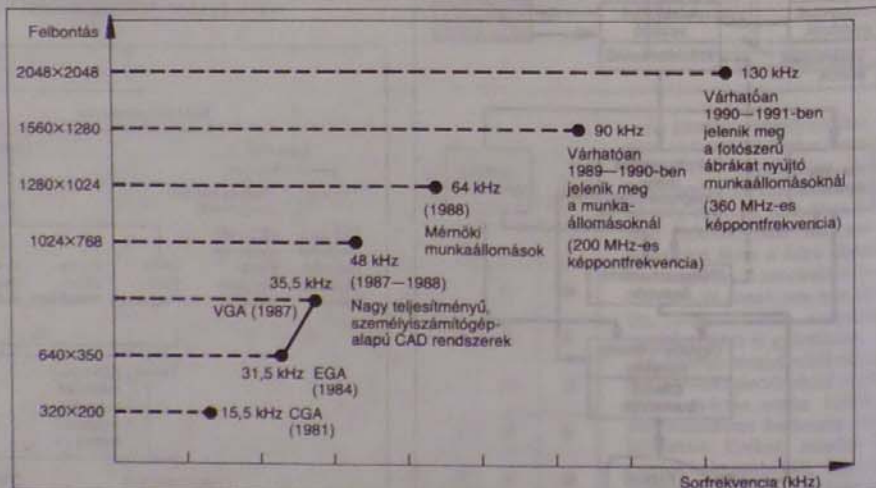 Felbontás
2048×2048
130 kHz
Várhatóan
1990—1991-ben
jelenik meg
a fotószerű
ábrákat nyújtó
munkaállomásoknál
(360 MHz-es
képpontfrekvencia)
1560×1280
90 kHz
Várhatóan
1989—1990-ben
jelenik meg
a munka-
állomásoknál
(200 MHz-es
képpontfrekvencia)
1280×1024
64 kHz
(1988)
Mérnöki
munkaállomások
1024×768
48 kHz
(1987—1988)
Nagy teljesítményű,
személyiszámítógép-
alapú CAD rendszerek
35,5 kHz
VGA (1987)
640×350
31,5 kHz EGA
(1984)
320×200
15,5 kHz CGA
(1981)
Sorfrekvencia (kHz)